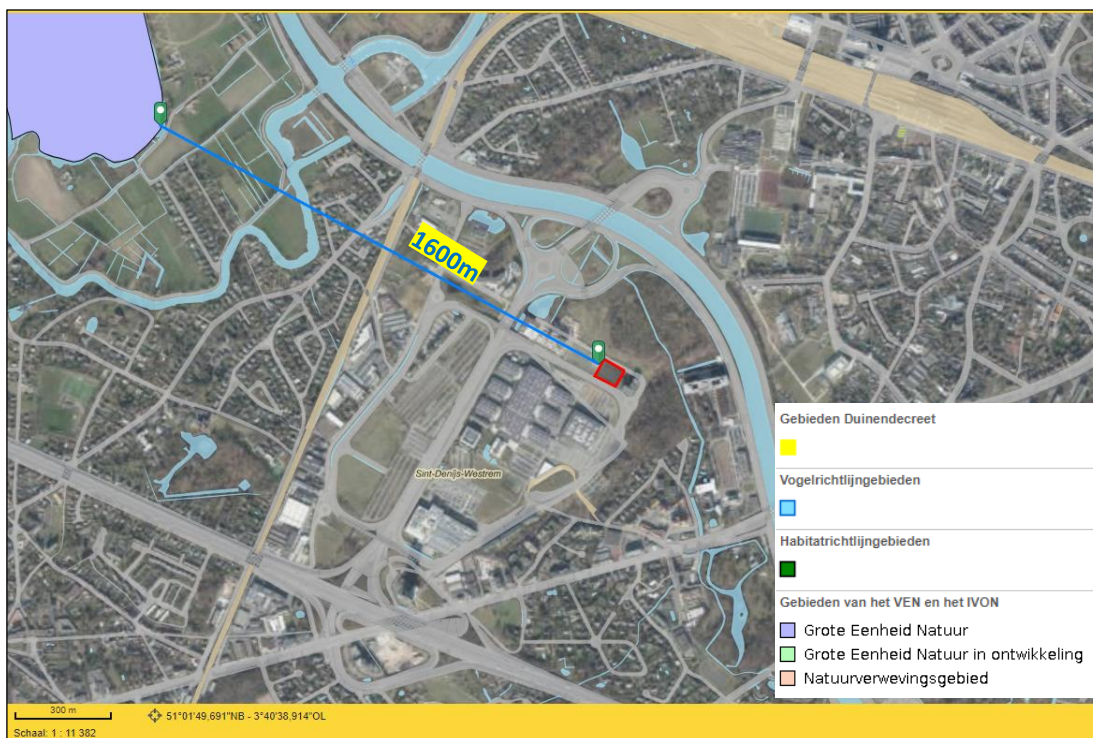 1600m
Sint-Denijs-Westrem
Gebieden Duinendecreet
Vogelrichtlijngebieden
Habitatrichtlijngebieden
Gebieden van het VEN en het IVON
Grote Eenheid Natuur
Grote Eenheid Natuur in ontwikkeling
Natuurverwevingsgebied
300 m
51°01'49,691"NB - 3°40'38,914"OL
Schaal: 1 : 11 382